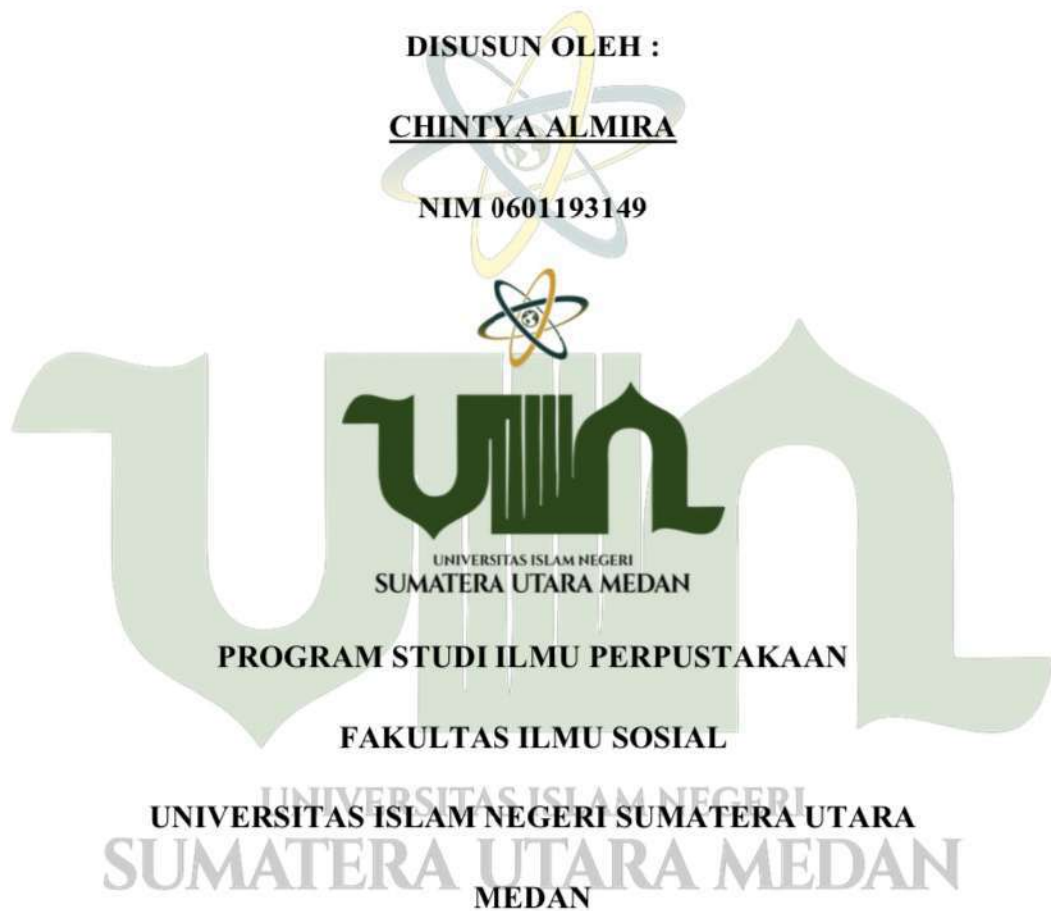 DISUSUN OLEH :
CHINTYA ALMIRA
NIM 0601193149
UIN
UNIVERSITAS ISLAM NEGERI
SUMATERA UTARA MEDAN
PROGRAM STUDI ILMU PERPUSTAKAAN
FAKULTAS ILMU SOSIAL
UNIVERSITAS ISLAM NEGERI
UNIVERSITAS ISLAM NEGERI SUMATERA UTARA
SUMATERA UTARA MEDAN
MEDAN